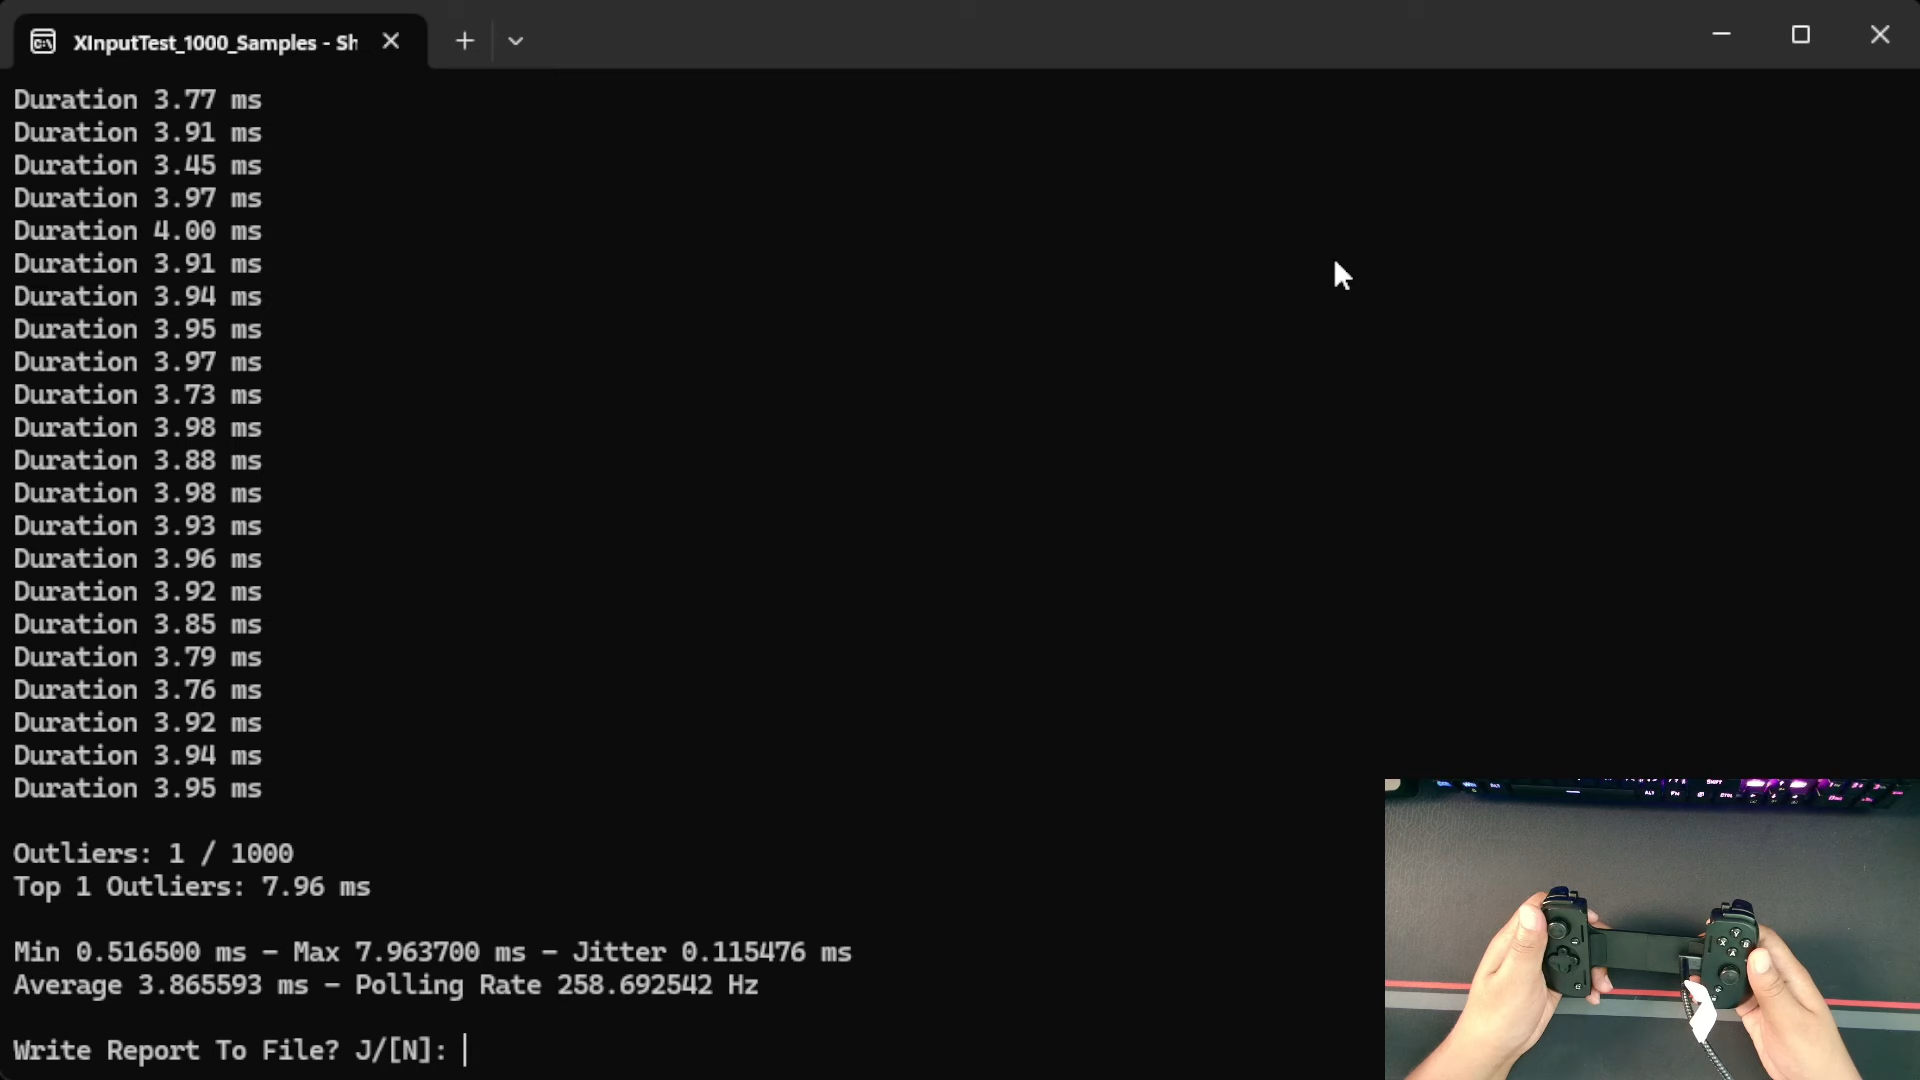 XInputTest_1000_Samples - Sh
Duration 3.77 ms
Duration 3.91 ms
Duration 3.45 ms
Duration 3.97 ms
Duration 4.00 ms
Duration 3.91 ms
Duration 3.94 ms
Duration 3.95 ms
Duration 3.97 ms
Duration 3.73 ms
Duration 3.98 ms
Duration 3.88 ms
Duration 3.98 ms
Duration 3.93 ms
Duration 3.96 ms
Duration 3.92 ms
Duration 3.85 ms
Duration 3.79 ms
Duration 3.76 ms
Duration 3.92 ms
Duration 3.94 ms
Duration 3.95 ms
Outliers: 1 / 1000
Top 1 Outliers: 7.96 ms
Min 0.516500 ms - Max 7.963700 ms - Jitter 0.115476 ms
Average 3.865593 ms - Polling Rate 258.692542 Hz
Write Report To File? J/[N]: